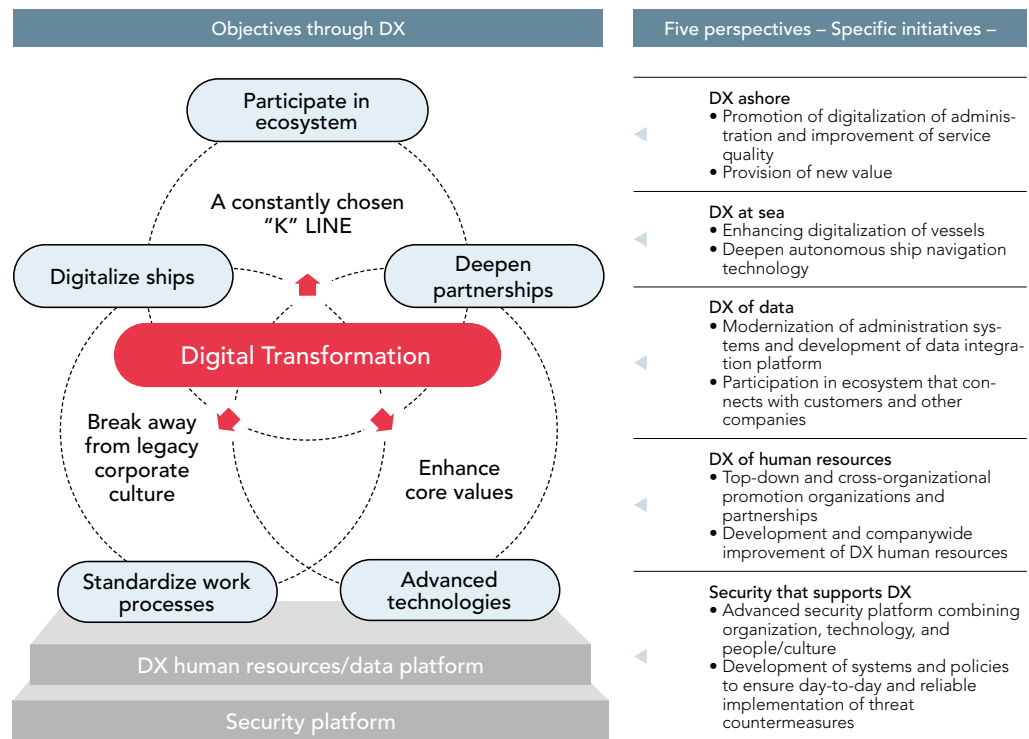 Objectives through DX
Participate in
ecosystem
A constantly chosen
“K” LINE
Digitalize ships
Deepen
partnerships
Digital Transformation
Break away
from legacy
corporate
culture
Enhance
core values
Standardize work
processes
Advanced
technologies
DX human resources/data platform
Security platform
Five perspectives – Specific initiatives –
DX ashore
• Promotion of digitalization of adminis-
tration and improvement of service
quality
• Provision of new value
DX at sea
• Enhancing digitalization of vessels
• Deepen autonomous ship navigation
technology
DX of data
• Modernization of administration sys-
tems and development of data integra-
tion platform
• Participation in ecosystem that con-
nects with customers and other
companies
DX of human resources
• Top-down and cross-organizational
promotion organizations and
partnerships
• Development and companywide
improvement of DX human resources
Security that supports DX
• Advanced security platform combining
organization, technology, and
people/culture
• Development of systems and policies
to ensure day-to-day and reliable
implementation of threat
countermeasures